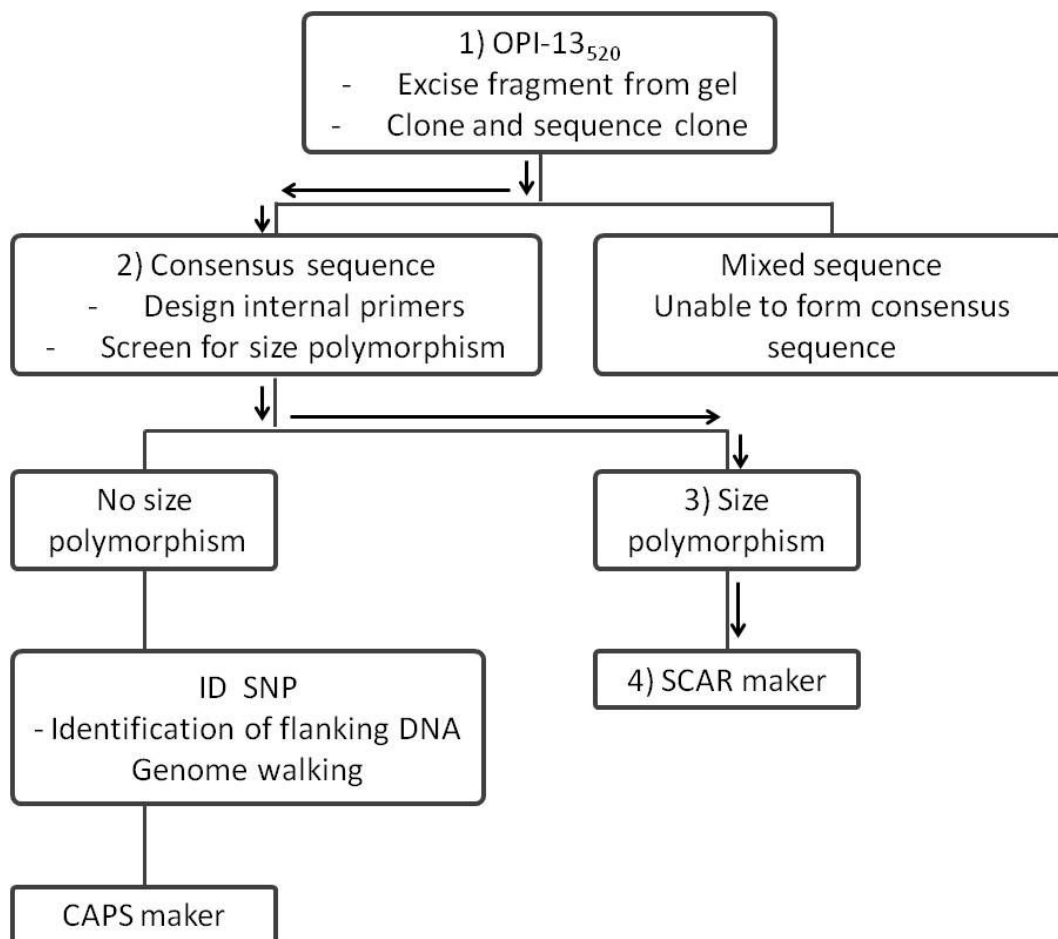 1) OPI-13₅₂₀
- Excise fragment from gel
- Clone and sequence clone
2) Consensus sequence
- Design internal primers
- Screen for size polymorphism
Mixed sequence
Unable to form consensus
sequence
No size
polymorphism
3) Size
polymorphism
ID SNP
- Identification of flanking DNA
Genome walking
4) SCAR maker
CAPS maker